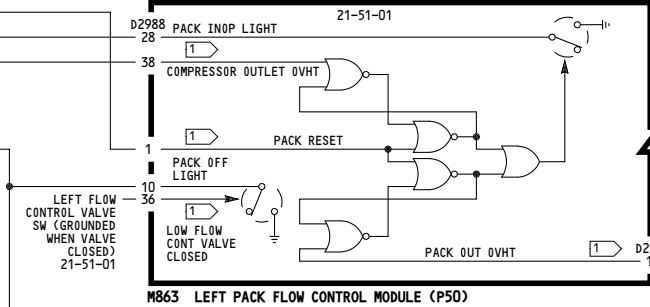 21-51-01
D2988
28 PACK INOP LIGHT
1
38
COMPRESSOR OUTLET OVHT
1
1 PACK RESET
PACK OFF
LIGHT
10
36
LEFT FLOW
CONTROL VALVE
SW (GROUNDED
WHEN VALVE
CLOSED)
21-51-01
1
LOW FLOW
CONT VALVE
CLOSED
PACK OUT OVHT
1
D2
1
M863 LEFT PACK FLOW CONTROL MODULE (P50)